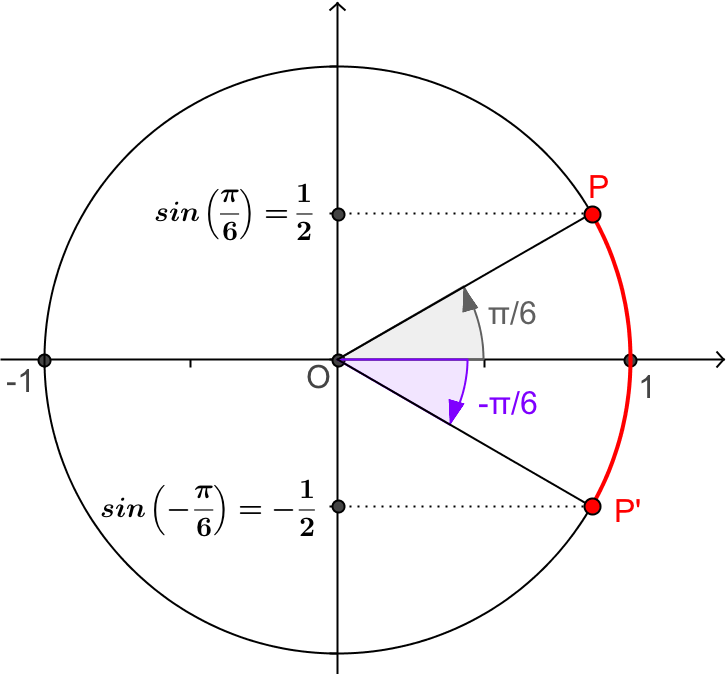 P
sin(π/6) = 1/2
π/6
-1
O
1
-π/6
sin(−π/6) = −1/2
P'